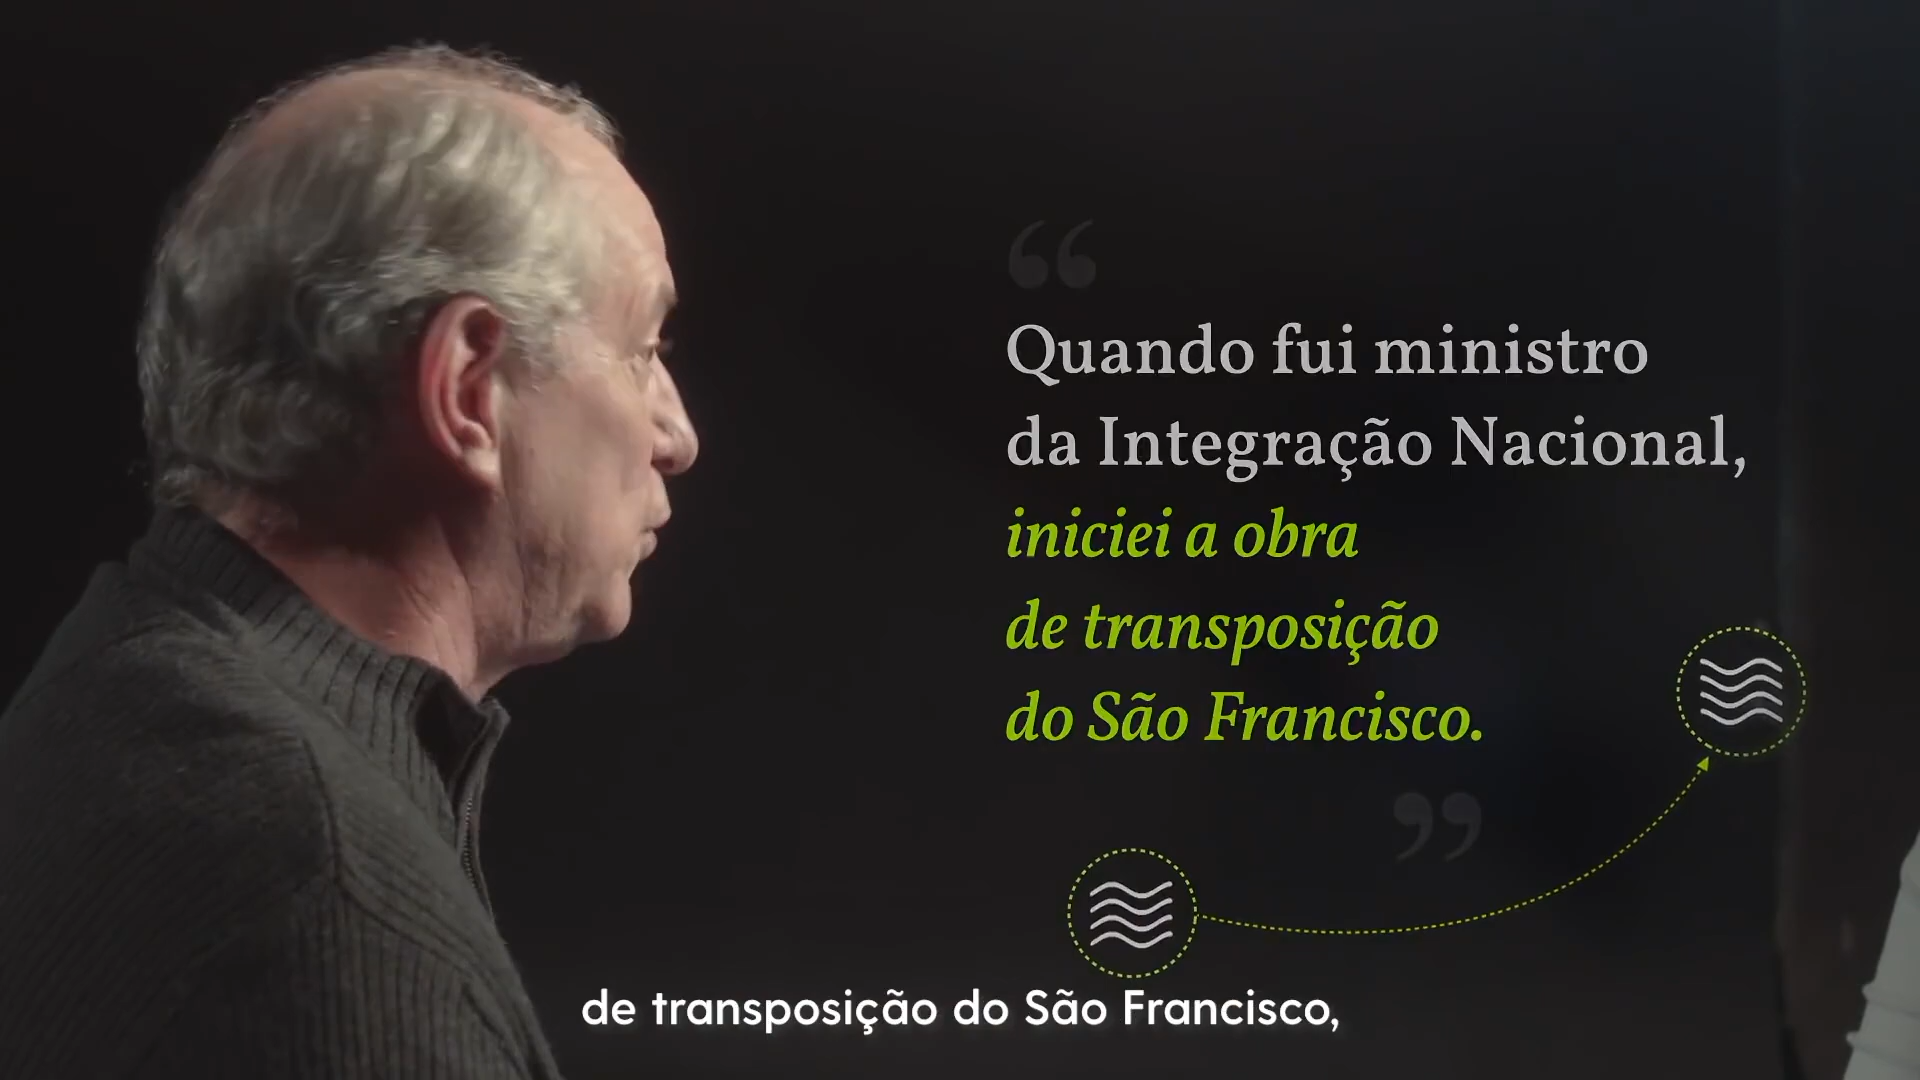 “
Quando fui ministro
da Integração Nacional,
iniciei a obra
de transposição
do São Francisco.
”
de transposição do São Francisco,